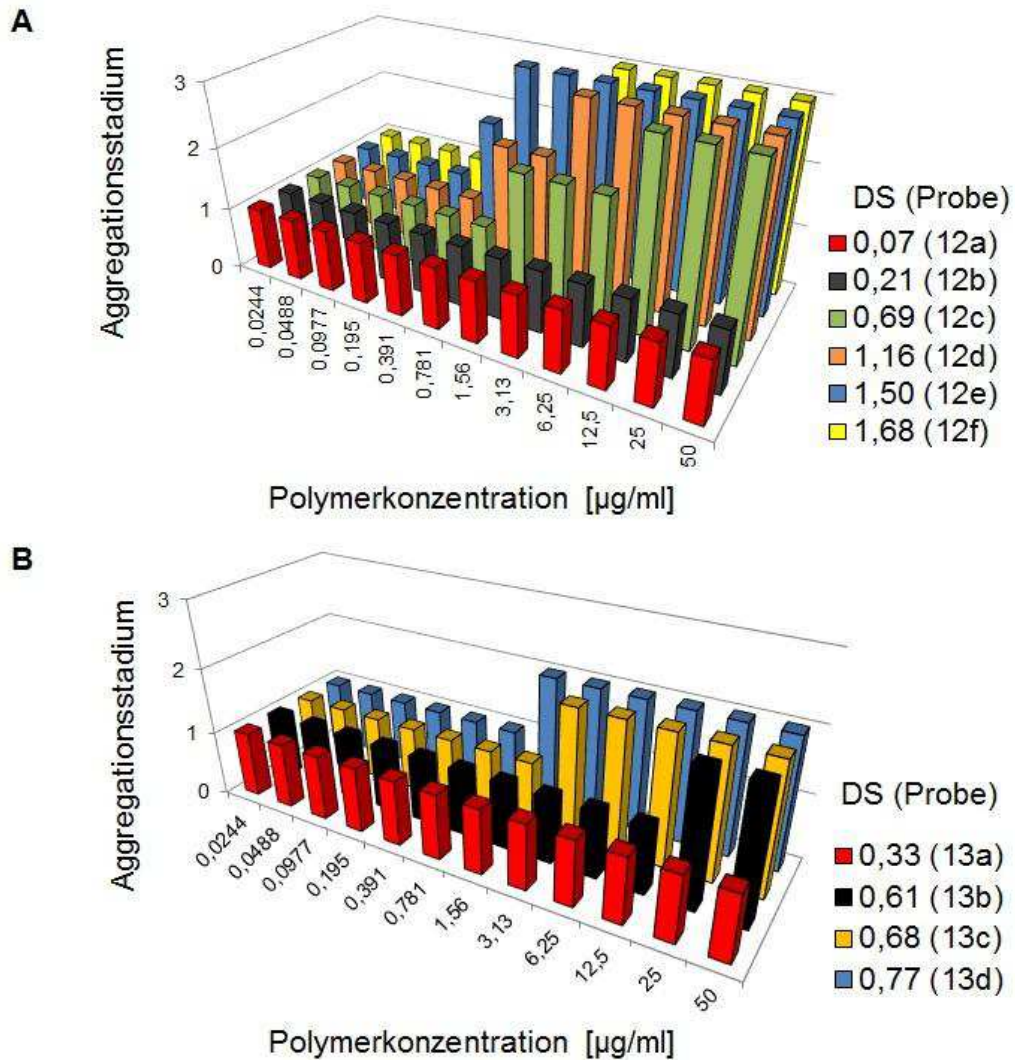 A
Aggregationsstadium
3
2
1
0
0,0244
0,0488
0,0977
0,195
0,391
0,781
1,56
3,13
6,25
12,5
25
50
Polymerkonzentration [µg/ml]
DS (Probe)
0,07 (12a)
0,21 (12b)
0,69 (12c)
1,16 (12d)
1,50 (12e)
1,68 (12f)
B
Aggregationsstadium
3
2
1
0
0,0244
0,0488
0,0977
0,195
0,391
0,781
1,56
3,13
6,25
12,5
25
50
Polymerkonzentration [µg/ml]
DS (Probe)
0,33 (13a)
0,61 (13b)
0,68 (13c)
0,77 (13d)